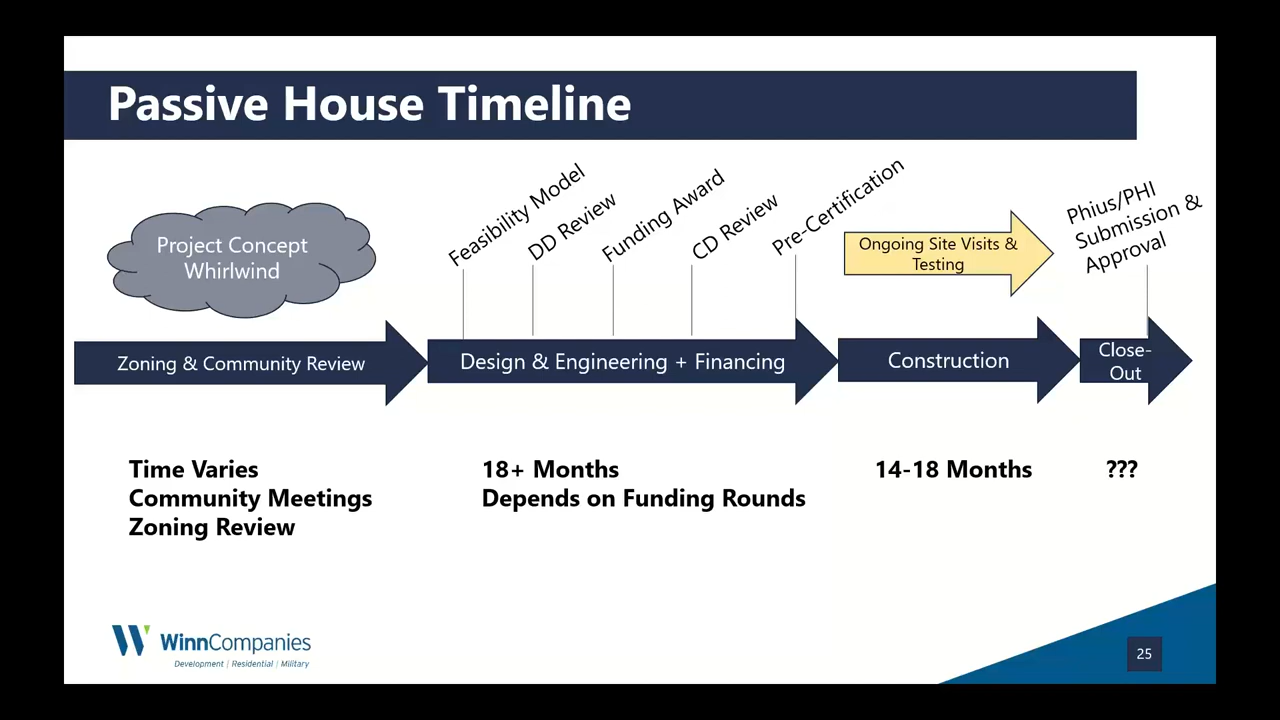 Passive House Timeline
Project Concept
Whirlwind
Feasibility Model
DD Review
Funding Award
CD Review
Pre-Certification
Ongoing Site Visits &
Testing
Phius/PHI
Submission &
Approval
Zoning & Community Review
Design & Engineering + Financing
Construction
Close-
Out
Time Varies
Community Meetings
Zoning Review
18+ Months
Depends on Funding Rounds
14-18 Months
???
WinnCompanies
Development | Residential | Military
25